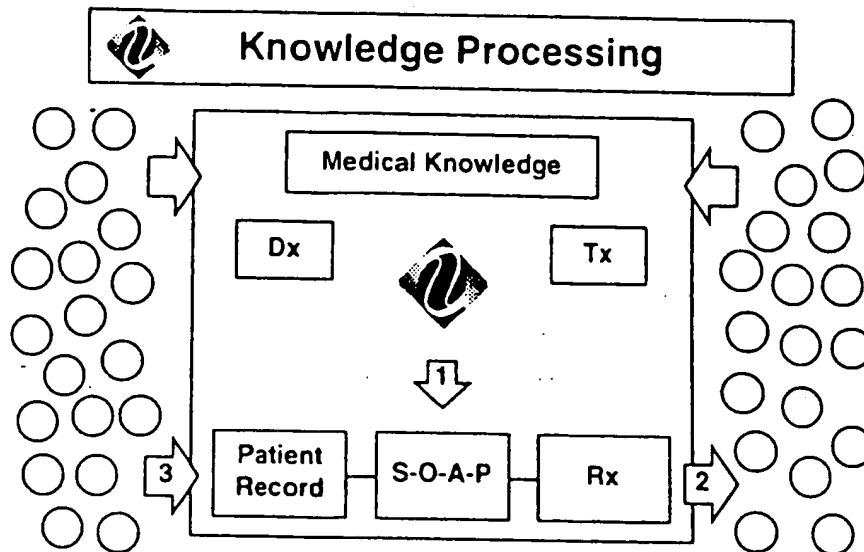 Knowledge Processing
Medical Knowledge
Dx
Tx
1
3
Patient
Record
S-O-A-P
Rx
2